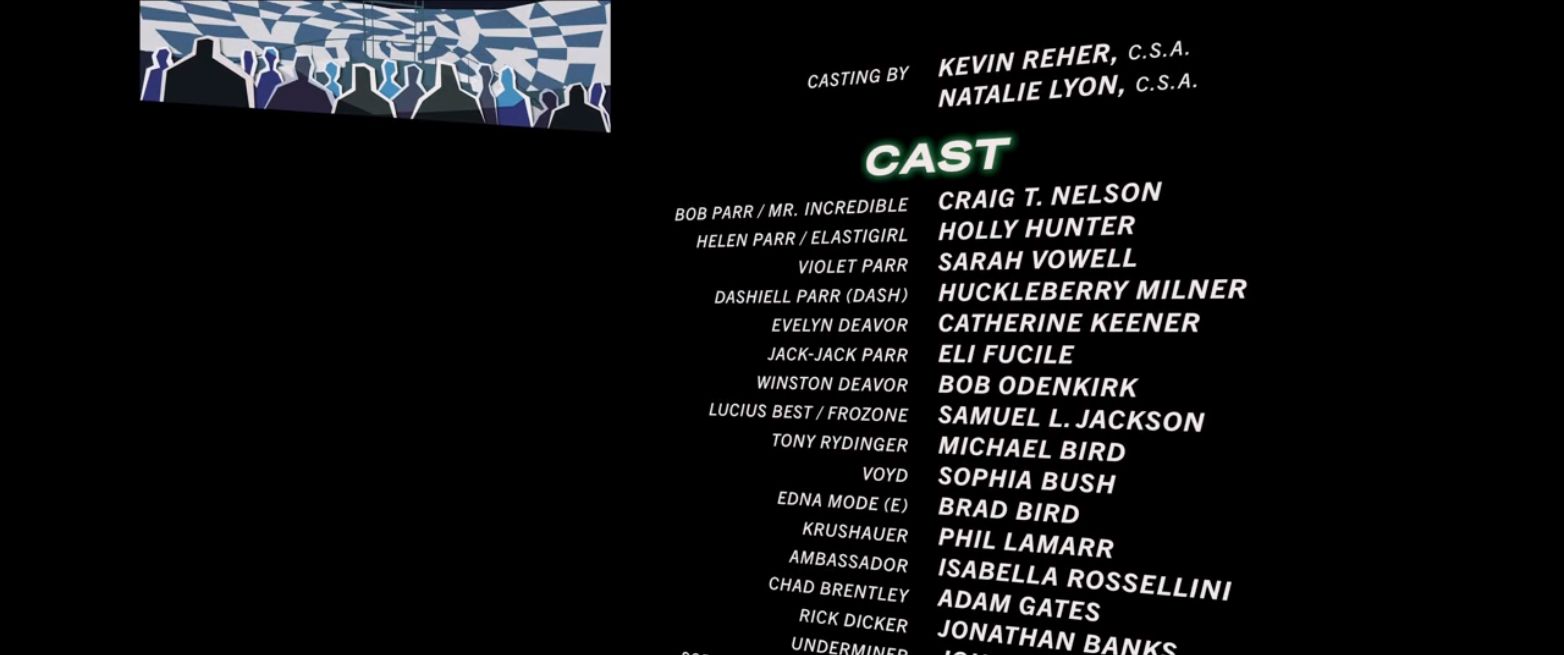 CASTING BY KEVIN REHER, C.S.A.
NATALIE LYON, C.S.A.
CAST
BOB PARR / MR. INCREDIBLE CRAIG T. NELSON
HELEN PARR / ELASTIGIRL HOLLY HUNTER
VIOLET PARR SARAH VOWELL
DASHIELL PARR (DASH) HUCKLEBERRY MILNER
EVELYN DEAVOR CATHERINE KEENER
JACK-JACK PARR ELI FUCILE
WINSTON DEAVOR BOB ODENKIRK
LUCIUS BEST / FROZONE SAMUEL L. JACKSON
TONY RYDINGER MICHAEL BIRD
VOYD SOPHIA BUSH
EDNA MODE (E) BRAD BIRD
KRUSHAUER PHIL LAMARR
AMBASSADOR ISABELLA ROSSELLINI
CHAD BRENTLEY ADAM GATES
RICK DICKER JONATHAN BANKS
UNDERMINER